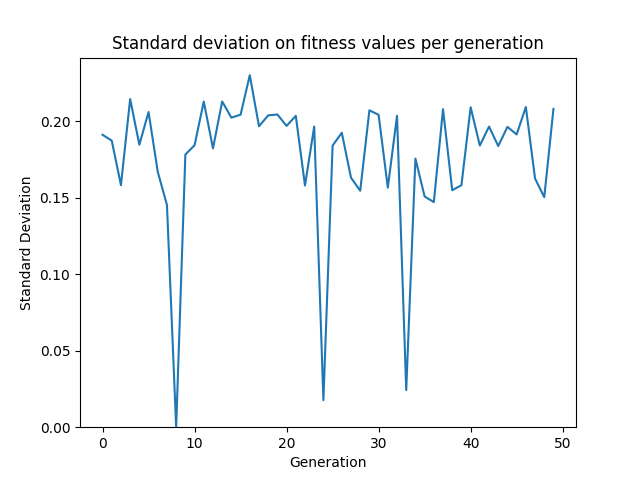 Standard deviation on fitness values per generation
Standard Deviation
0.20
0.15
0.10
0.05
0.00
0 10 20 30 40 50
Generation